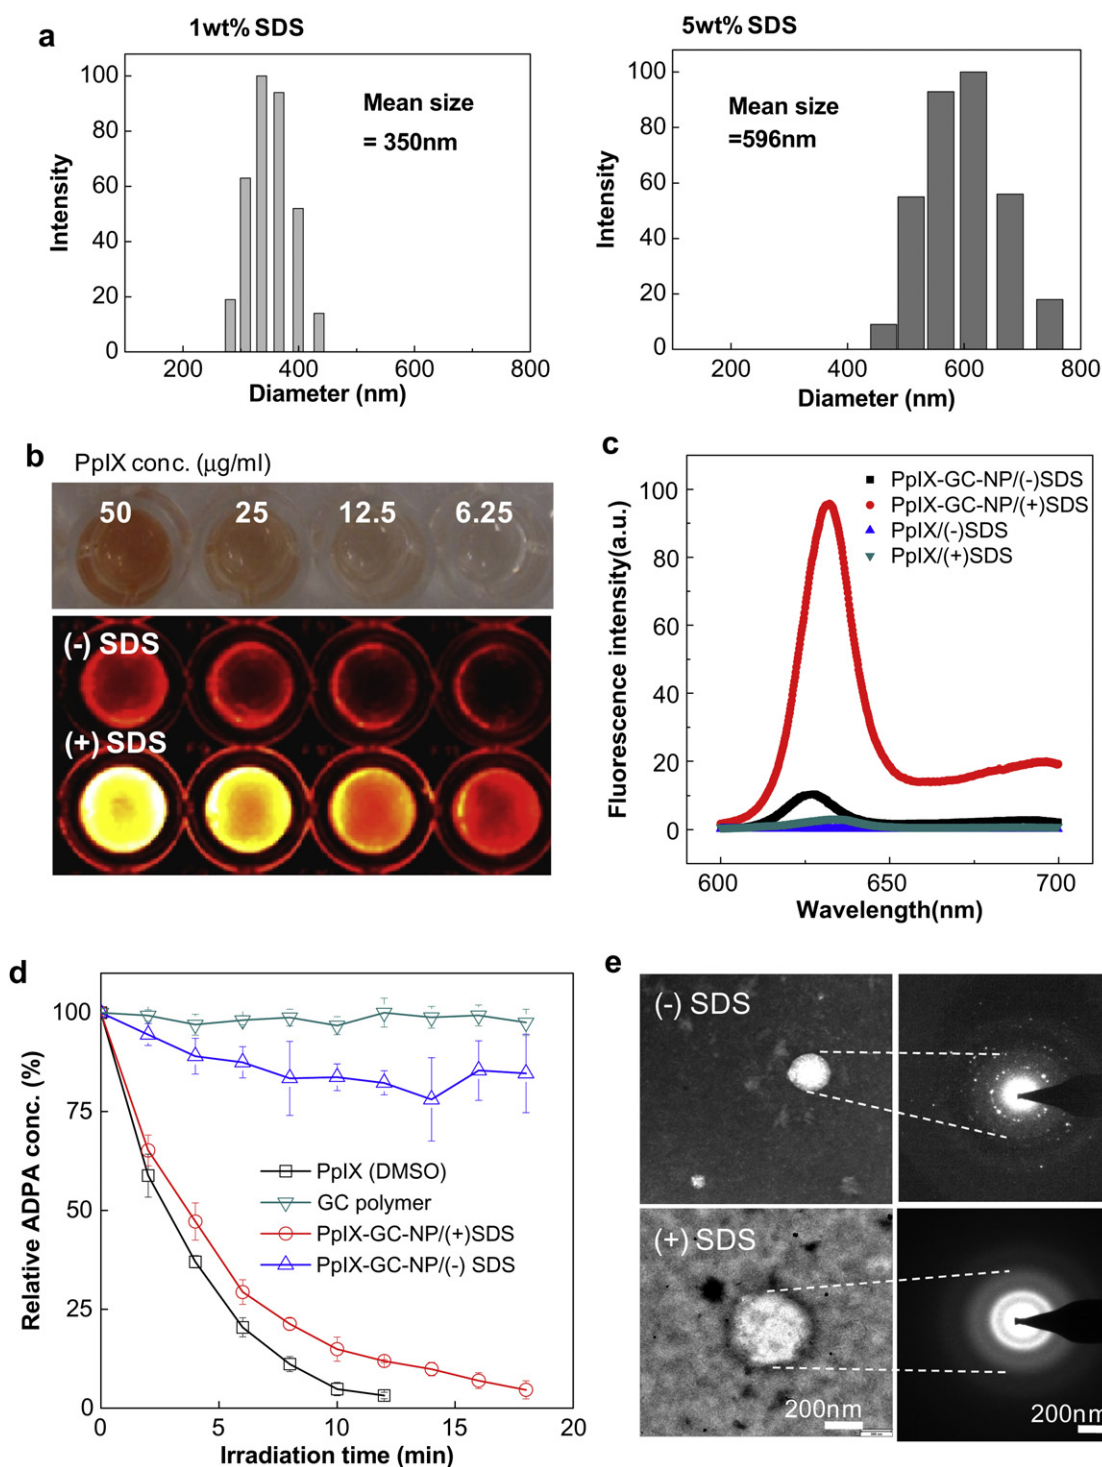 a
1wt% SDS
5wt% SDS
100
80
60
40
20
0
Intensity
Mean size
= 350nm
200
400
600
800
Diameter (nm)
100
80
60
40
20
0
Intensity
Mean size
=596nm
200
400
600
800
Diameter (nm)
b
PpIX conc. (μg/ml)
50
25
12.5
6.25
(-) SDS
(+) SDS
c
PpIX-GC-NP/(-)SDS
PpIX-GC-NP/(+)SDS
PpIX/(-)SDS
PpIX/(+)SDS
100
80
60
40
20
0
Fluorescence intensity(a.u.)
600
650
700
Wavelength(nm)
d
100
75
50
25
0
Relative ADPA conc. (%)
PpIX (DMSO)
GC polymer
PpIX-GC-NP/(+)SDS
PpIX-GC-NP/(-) SDS
0
5
10
15
20
Irradiation time (min)
e
(-) SDS
(+) SDS
200nm
200nm